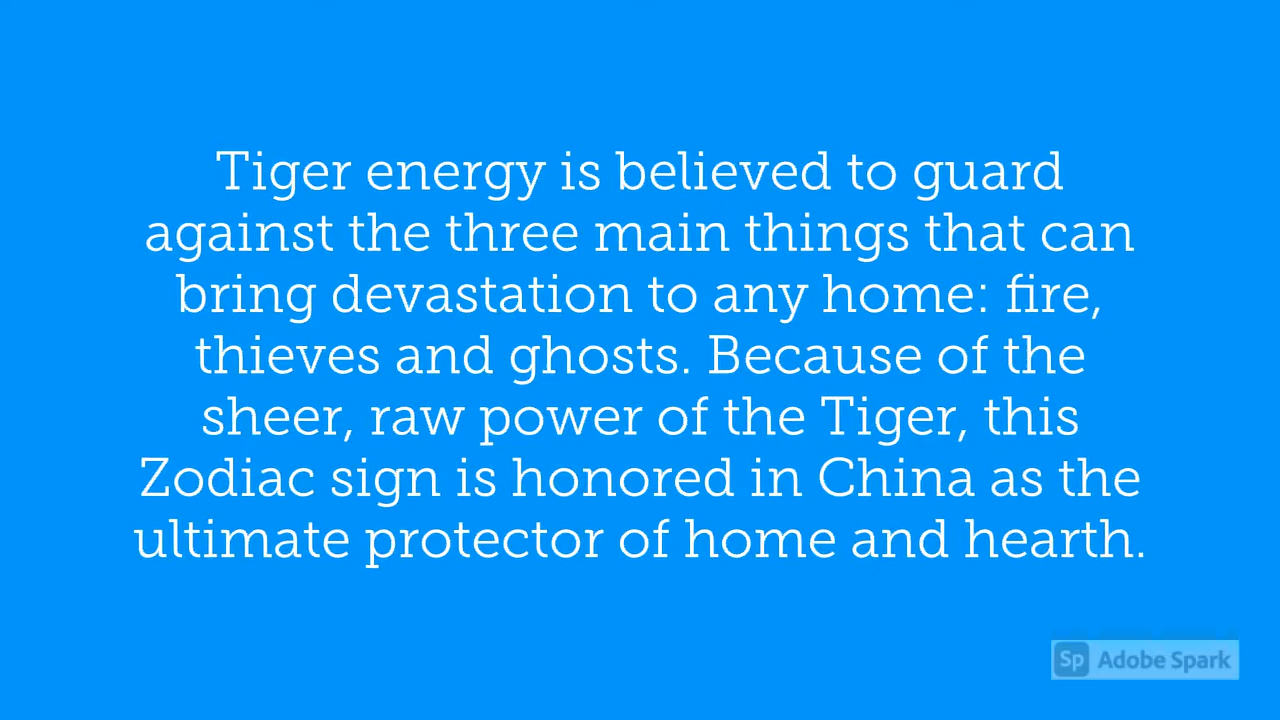 Tiger energy is believed to guard
against the three main things that can
bring devastation to any home: fire,
thieves and ghosts. Because of the
sheer, raw power of the Tiger, this
Zodiac sign is honored in China as the
ultimate protector of home and hearth.
Sp Adobe Spark